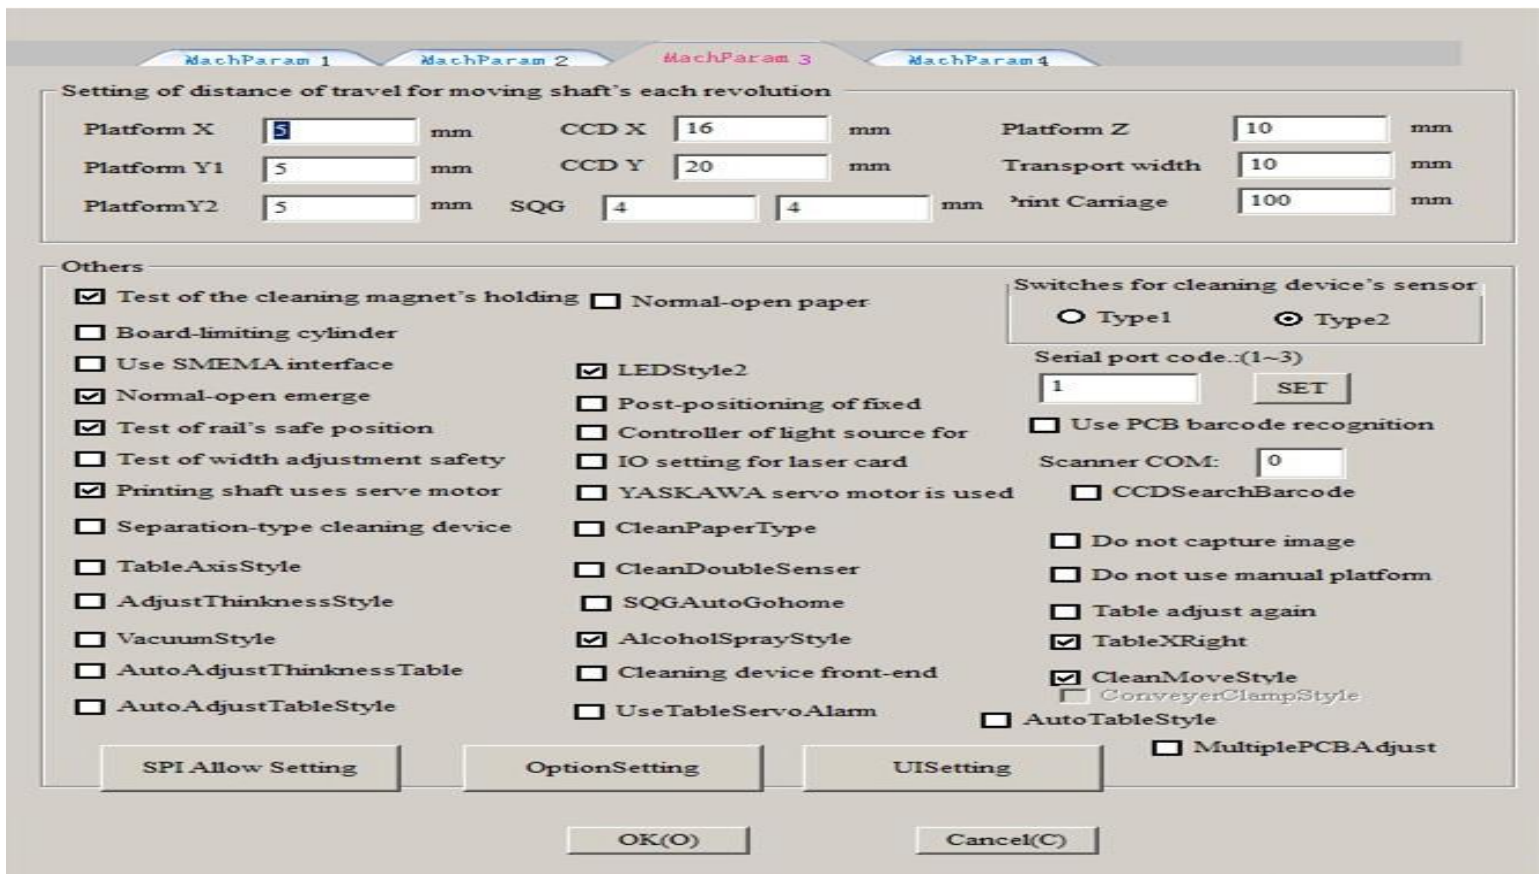 MachParam 1 MachParam 2 MachParam 3 MachParam 4
Setting of distance of travel for moving shaft's each revolution
Platform X 5 mm CCD X 16 mm Platform Z 10 mm
Platform Y1 5 mm CCD Y 20 mm Transport width 10 mm
PlatformY2 5 mm SQG 4 4 mm rint Carriage 100 mm
Others
Test of the cleaning magnet's holding
Board-limiting cylinder
Use SMEMA interface
Normal-open emerge
Test of rail's safe position
Test of width adjustment safety
Printing shaft uses serve motor
Separation-type cleaning device
TableAxisStyle
AdjustThinknessStyle
VacuumStyle
AutoAdjustThinknessTable
AutoAdjustTableStyle
Normal-open paper
LEDStyle2
Post-positioning of fixed
Controller of light source for
IO setting for laser card
YASKAWA servo motor is used
CleanPaperType
CleanDoubleSenser
SQGAutoGohome
AlcoholSprayStyle
Cleaning device front-end
UseTableServoAlarm
Switches for cleaning device's sensor
Type1 Type2
Serial port code.:(1~3)
1 SET
Use PCB barcode recognition
Scanner COM: 0
CCDSearchBarcode
Do not capture image
Do not use manual platform
Table adjust again
TableXRight
CleanMoveStyle
ConveyerClampStyle
AutoTableStyle
MultiplePCBAdjust
SPI Allow Setting OptionSetting UISetting
OK(O) Cancel(C)